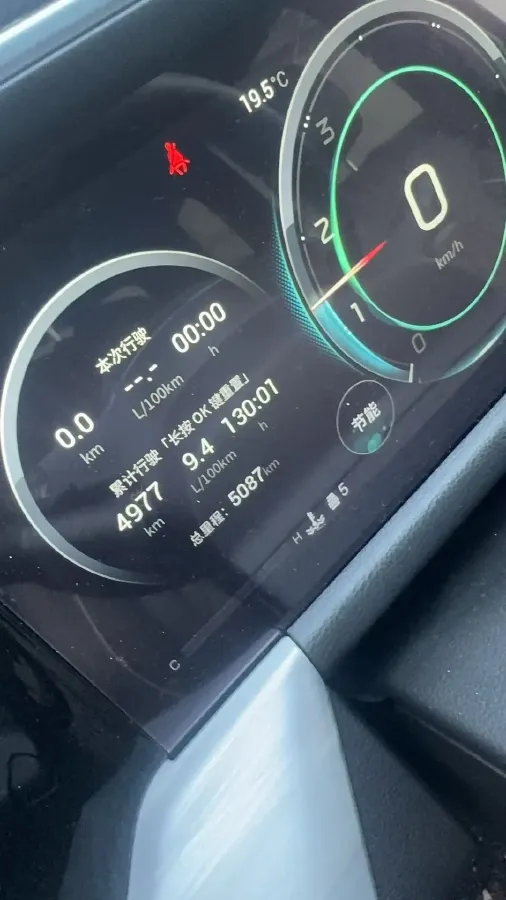 19.5°C
3
2
1
0
0
km/h
本次行驶
0.0 --.- 00:00
km L/100km h
累计行驶「长按OK键重置」
4977 9.4 130:01
km L/100km h
总里程：5087km
节能
H 5
C